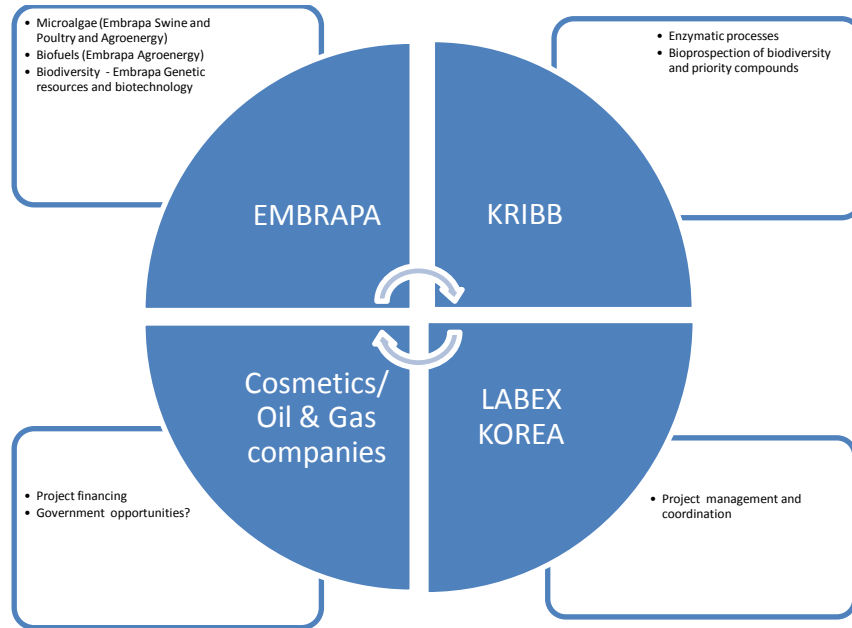 • Microalgae (Embrapa Swine and
Poultry and Agroenergy)
• Biofuels (Embrapa Agroenergy)
• Biodiversity - Embrapa Genetic
resources and biotechnology
• Enzymatic processes
• Bioprospection of biodiversity
and priority compounds
EMBRAPA
KRIBB
Cosmetics/
Oil & Gas
companies
LABEX
KOREA
• Project financing
• Government opportunities?
• Project management and
coordination